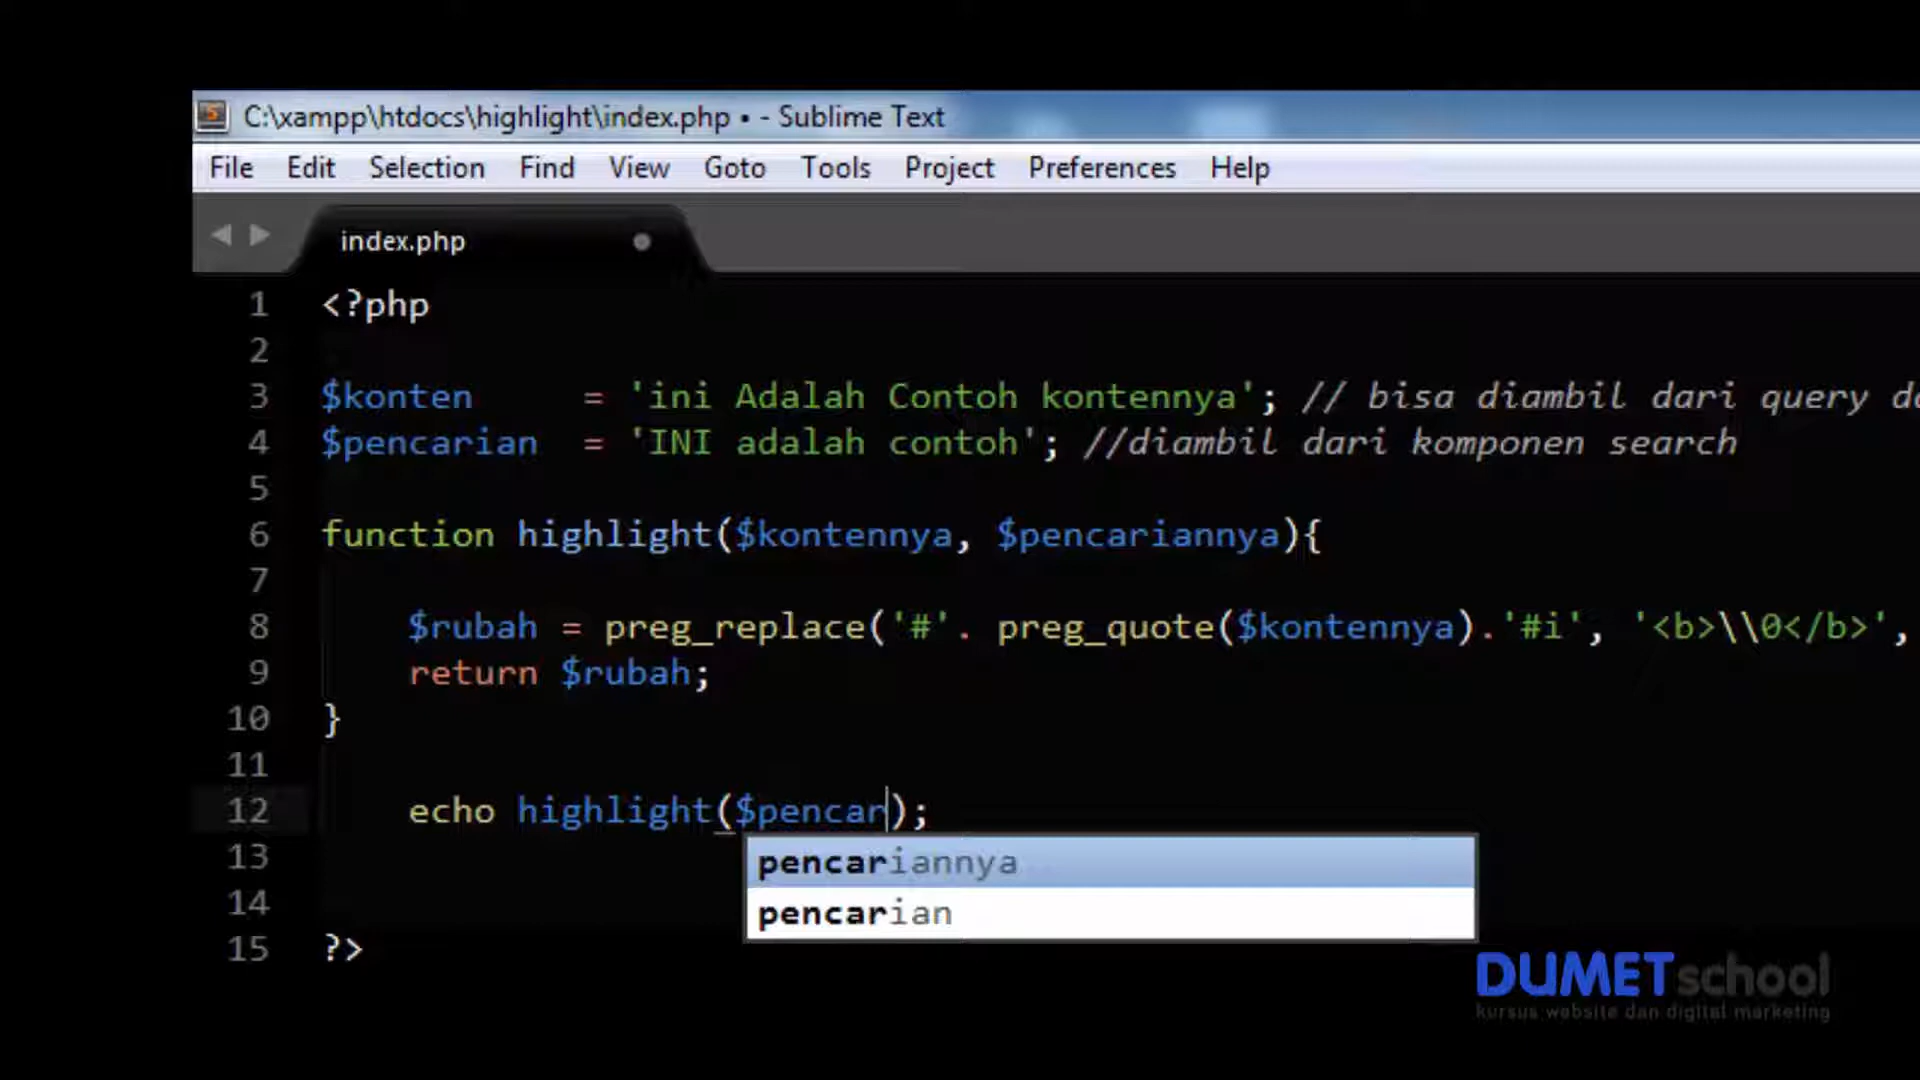 C:\xampp\htdocs\highlight\index.php • - Sublime Text
File Edit Selection Find View Goto Tools Project Preferences Help
index.php
1 <?php
2
3 $konten = 'ini Adalah Contoh kontennya'; // bisa diambil dari query
4 $pencarian = 'INI adalah contoh'; //diambil dari komponen search
5
6 function highlight($kontennya, $pencariannya){
7
8 $rubah = preg_replace('#'. preg_quote($kontennya).'#i', '<b>\\0</b>',
9 return $rubah;
10 }
11
12 echo highlight($pencar);
13 pencariannya
14 pencarian
15 ?>
DUMETschool
kursus website dan digital marketing